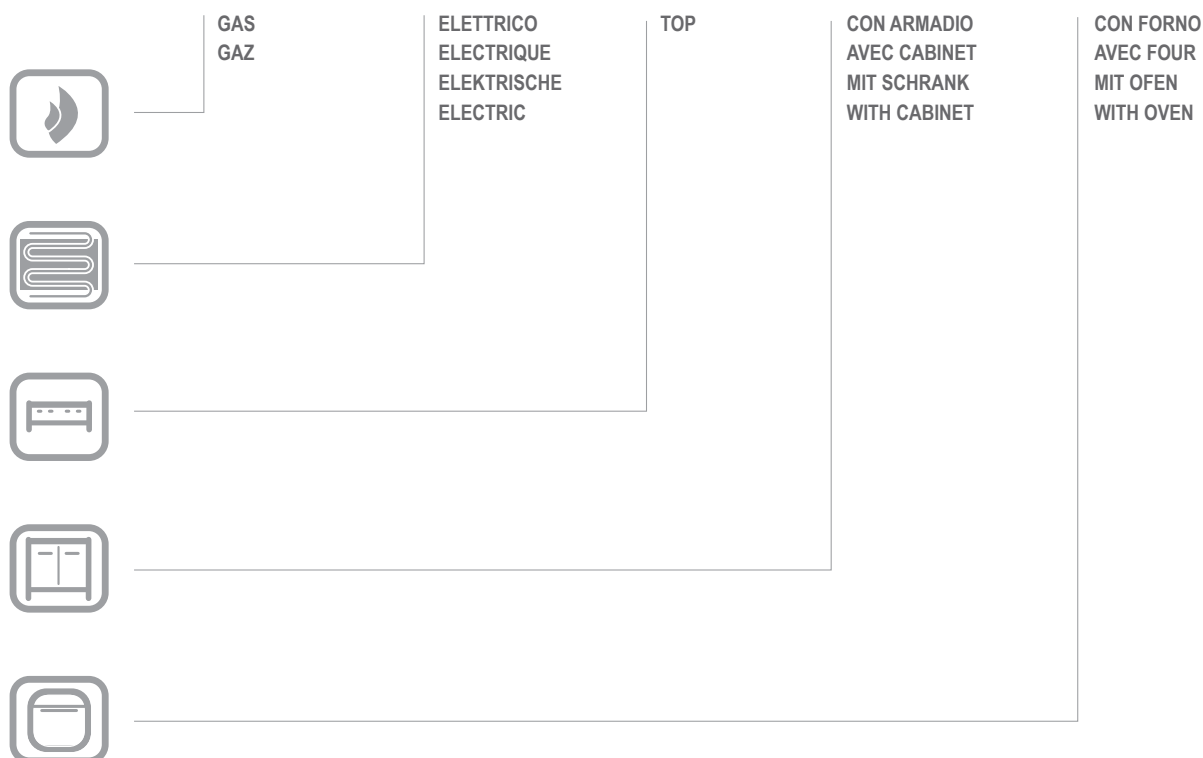 GAS
GAZ
ELETTRICO
ELECTRIQUE
ELEKTRISCHE
ELECTRIC
TOP
CON ARMADIO
AVEC CABINET
MIT SCHRANK
WITH CABINET
CON FORNO
AVEC FOUR
MIT OFEN
WITH OVEN